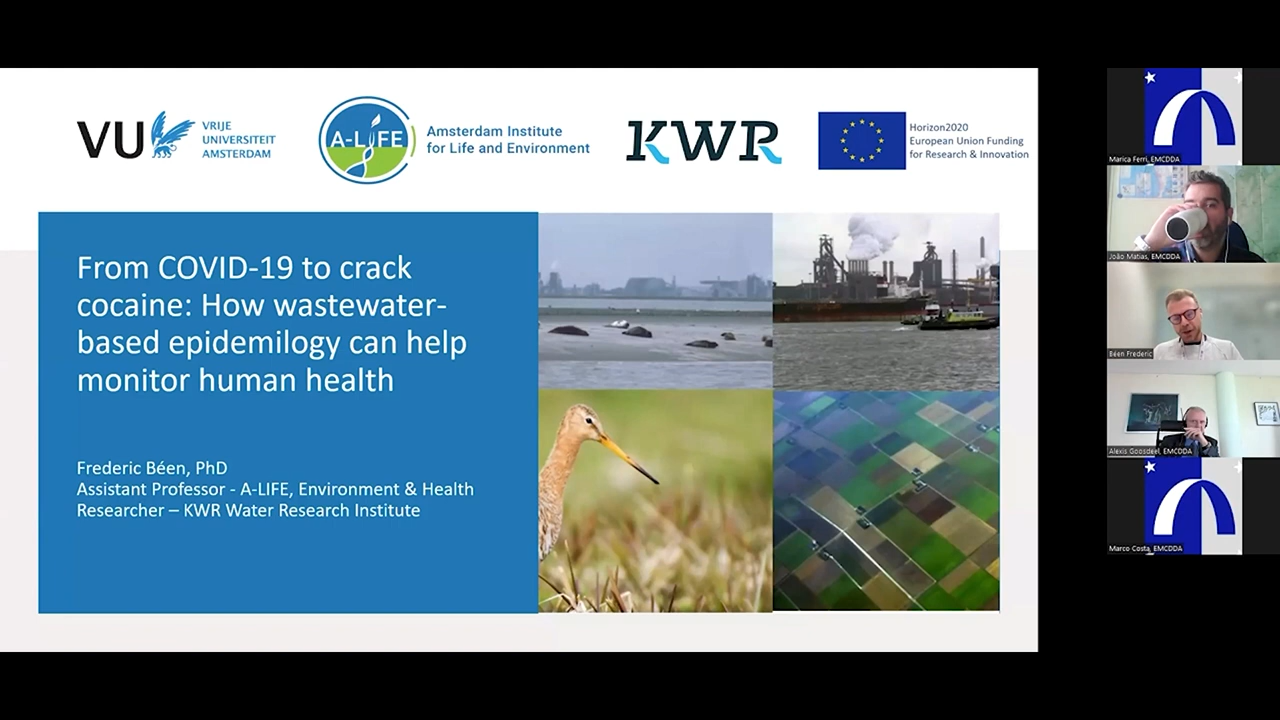 VU
VRIJE
UNIVERSITEIT
AMSTERDAM
A-LIFE
Amsterdam Institute
for Life and Environment
KWR
Horizon2020
European Union Funding
for Research & Innovation
From COVID-19 to crack
cocaine: How wastewater-
based epidemilogy can help
monitor human health
Frederic Béen, PhD
Assistant Professor - A-LIFE, Environment & Health
Researcher – KWR Water Research Institute
Marica Ferri, EMCDDA
João Matias, EMCDDA
Béen Frederic
Alexis Goosdeel, EMCDDA
Marco Costa, EMCDDA